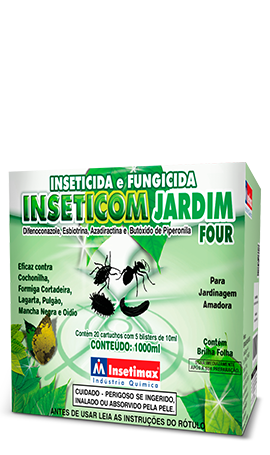 INSETICIDA e FUNGICIDA
INSETICOM JARDIM
FOUR
Difenoconazole, Esbiotrina, Azadiractina e Butóxido de Piperonila
Eficaz contra
Cochonilha,
Formiga Cortadeira,
Lagarta, Pulgão,
Mancha Negra e Oídio
Para
Jardinagem
Amadora
Contém 20 cartuchos com 5 blisters de 10ml
CONTEÚDO: 1000ml
Contém
Brilha Folha
M Insetimax
Indústria Química
CUIDADO - PERIGOSO SE INGERIDO,
INALADO OU ABSORVIDO PELA PELE.
ANTES DE USAR LEIA AS INSTRUÇÕES DO RÓTULO